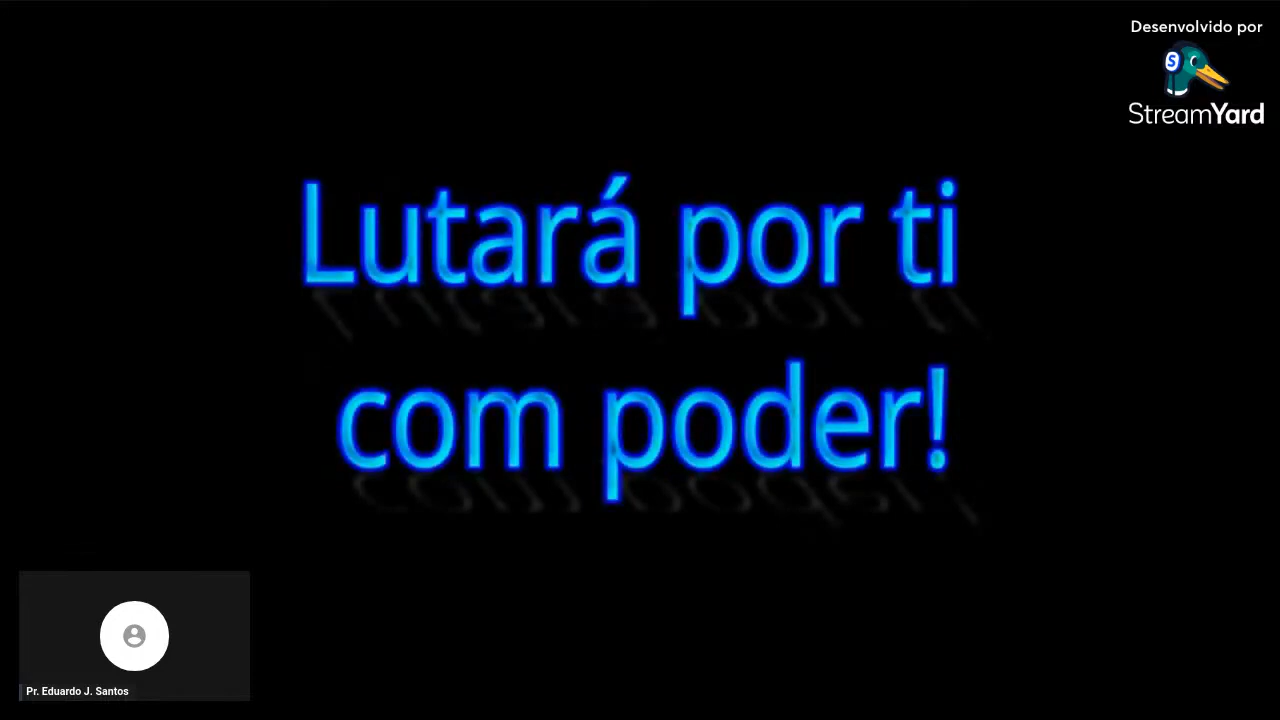 Desenvolvido por
S
StreamYard
Lutará por ti
com poder!
Pr. Eduardo J. Santos